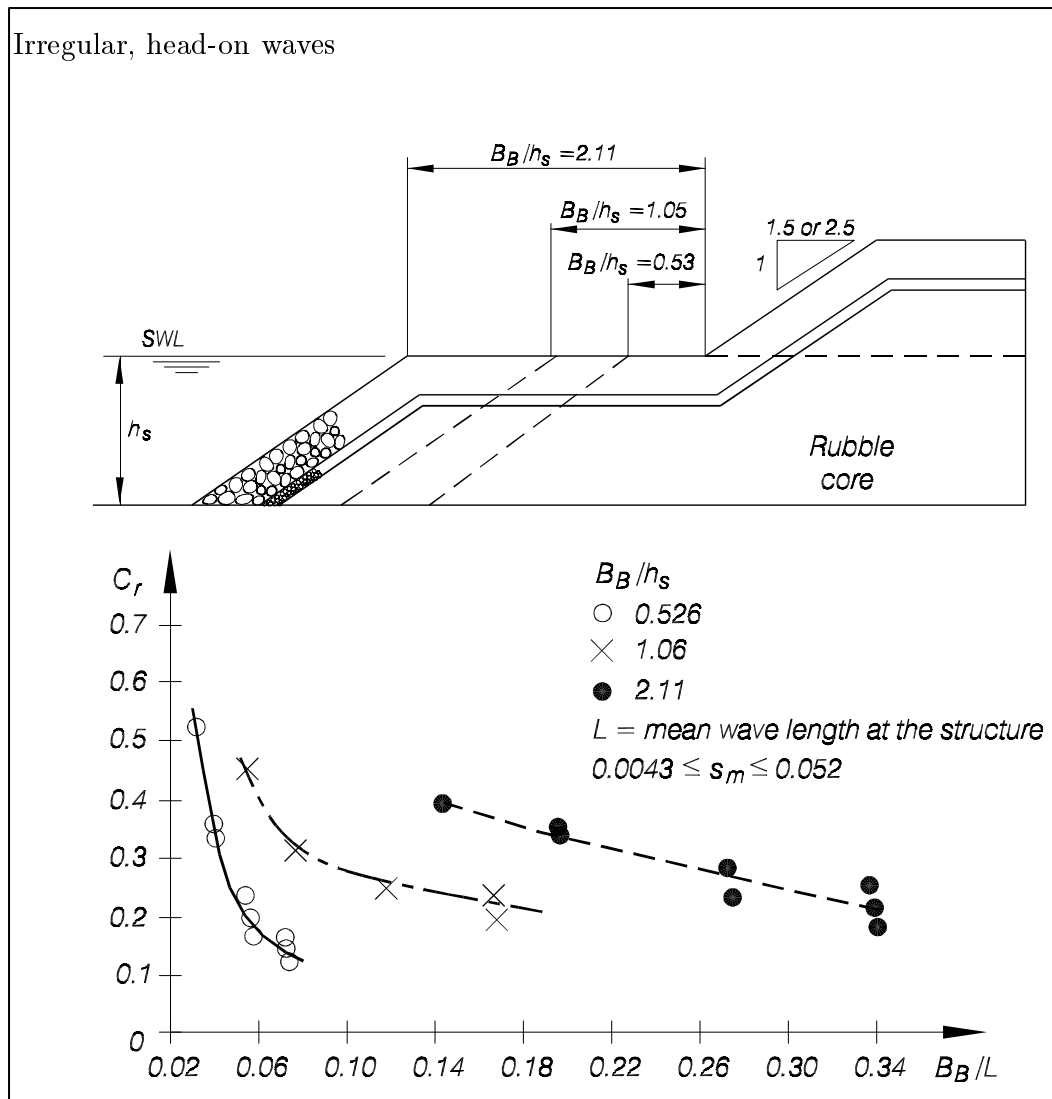 Irregular, head-on waves
B_B/h_s = 2.11
B_B/h_s = 1.05
1.5 or 2.5
B_B/h_s = 0.53
1
SWL
h_s
Rubble
core
C_r
B_B/h_s
0.7
0.526
1.06
0.6
2.11
L = mean wave length at the structure
0.5
0.0043 ≤ s_m ≤ 0.052
0.4
0.3
0.2
0.1
0
0.02 0.06 0.10 0.14 0.18 0.22 0.26 0.30 0.34 B_B/L